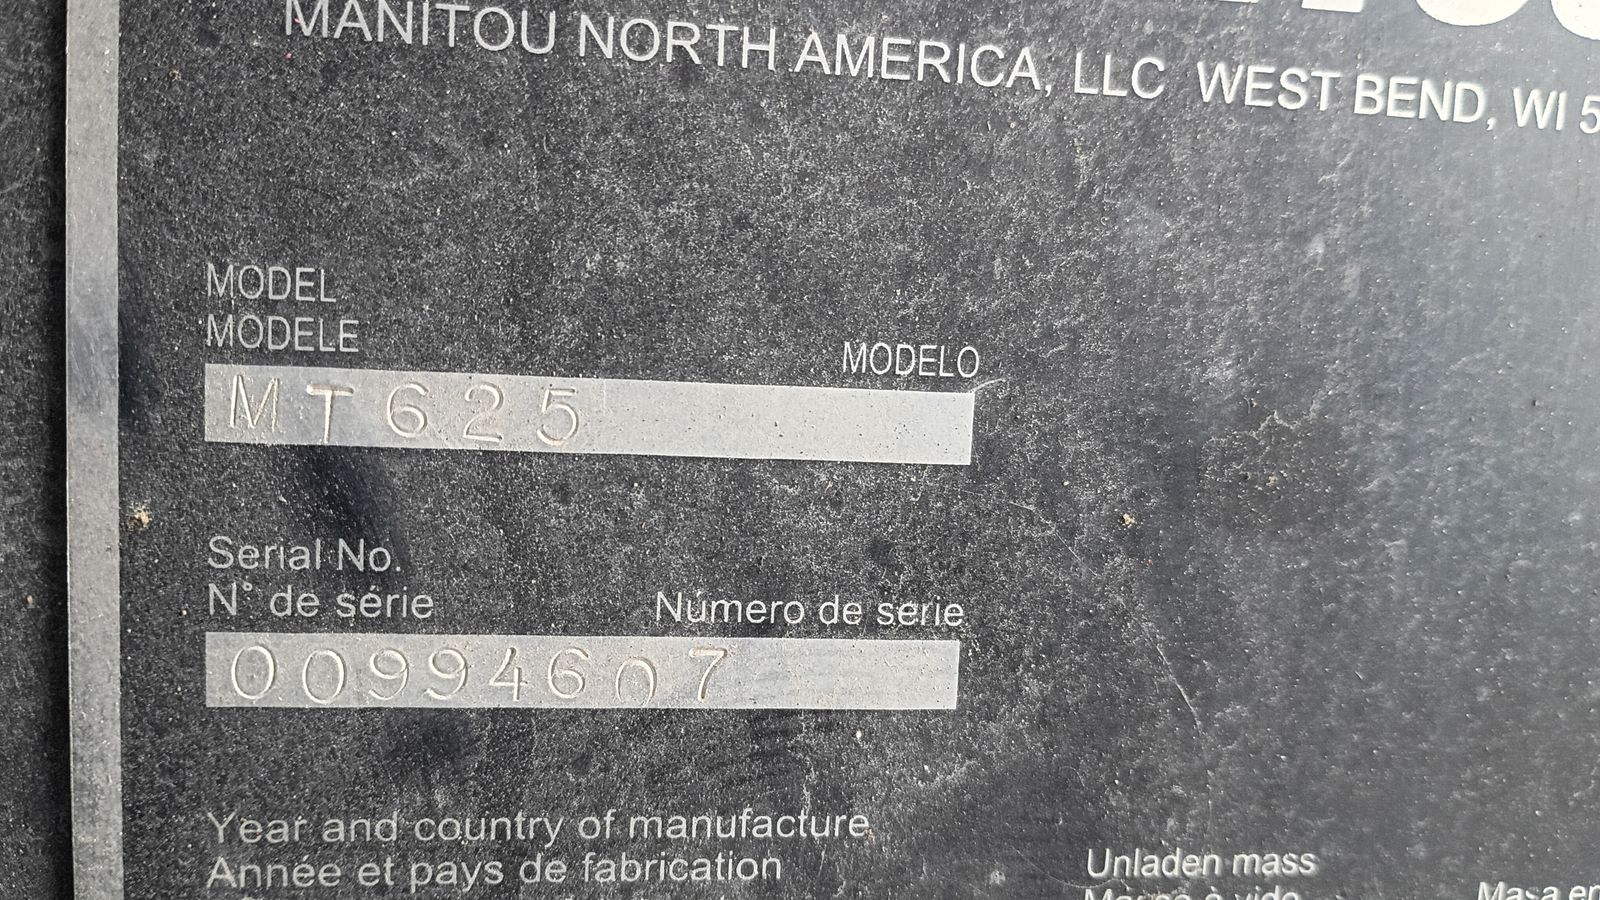 MANITOU NORTH AMERICA, LLC WEST BEND, WI 5
MODEL
MODELE MODELO
MT625
Serial No.
N° de série Número de serie
00994607
Year and country of manufacture
Année et pays de fabrication
Unladen mass